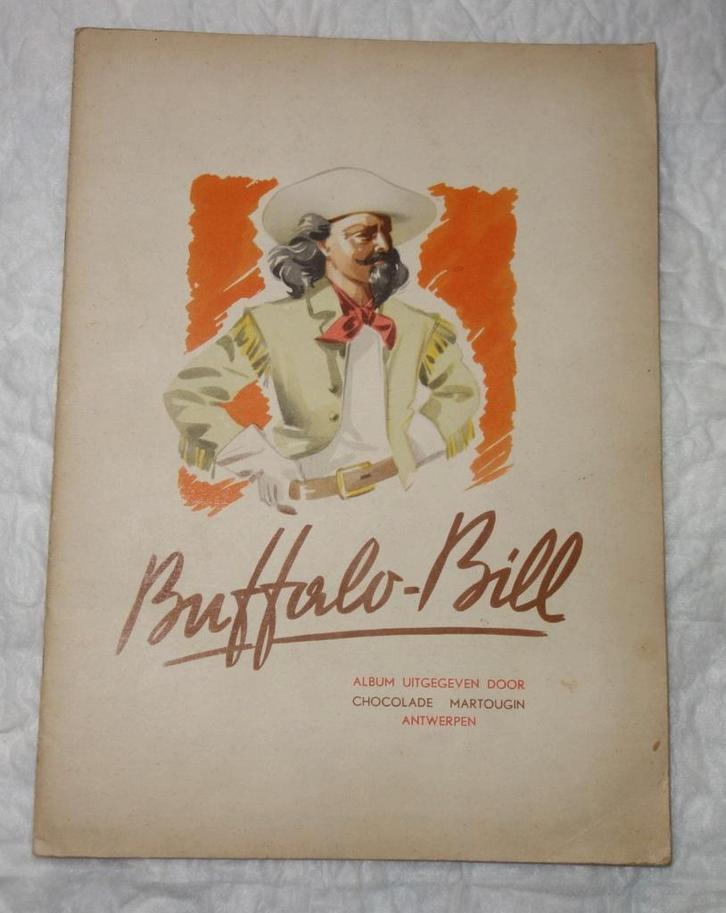 Buffalo-Bill
ALBUM UITGEGEVEN DOOR
CHOCOLADE MARTOUGIN
ANTWERPEN